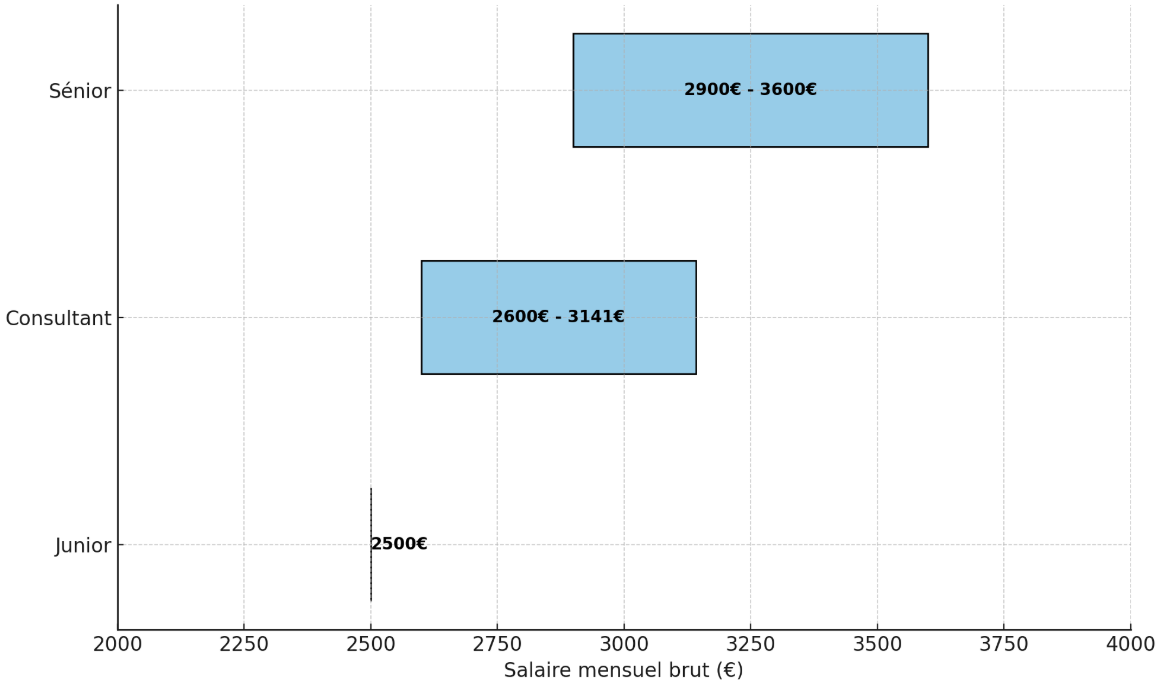 Sénior
2900€ - 3600€
Consultant
2600€ - 3141€
Junior
2500€
2000 2250 2500 2750 3000 3250 3500 3750 4000
Salaire mensuel brut (€)